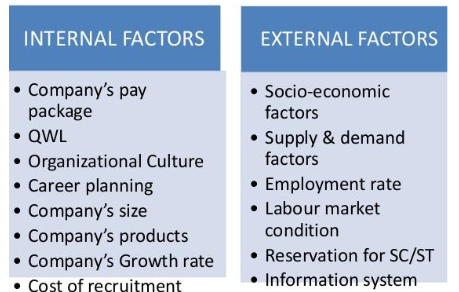 INTERNAL FACTORS
• Company's pay
package
• QWL
• Organizational Culture
• Career planning
• Company's size
• Company's products
• Company's Growth rate
• Cost of recruitment
EXTERNAL FACTORS
• Socio-economic
factors
• Supply & demand
factors
• Employment rate
• Labour market
condition
• Reservation for SC/ST
• Information system